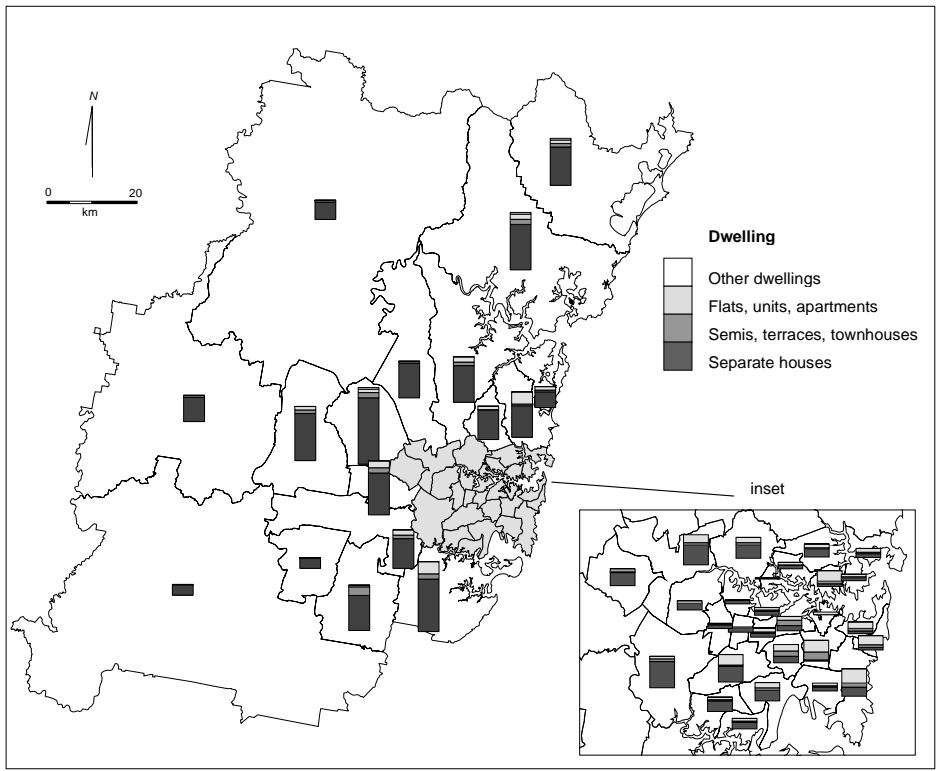 N
0 20
km
Dwelling
Other dwellings
Flats, units, apartments
Semis, terraces, townhouses
Separate houses
inset